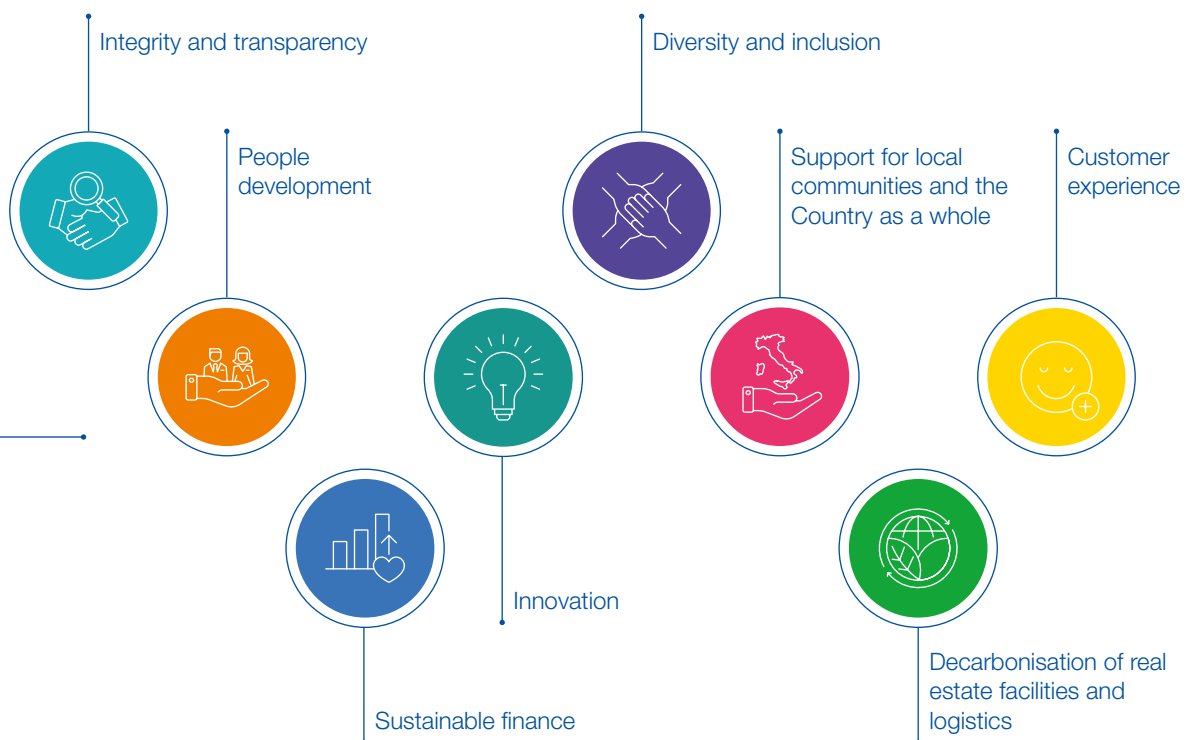 Integrity and transparency
Diversity and inclusion
People
development
Support for local
communities and the
Country as a whole
Customer
experience
Innovation
Decarbonisation of real
estate facilities and
logistics
Sustainable finance